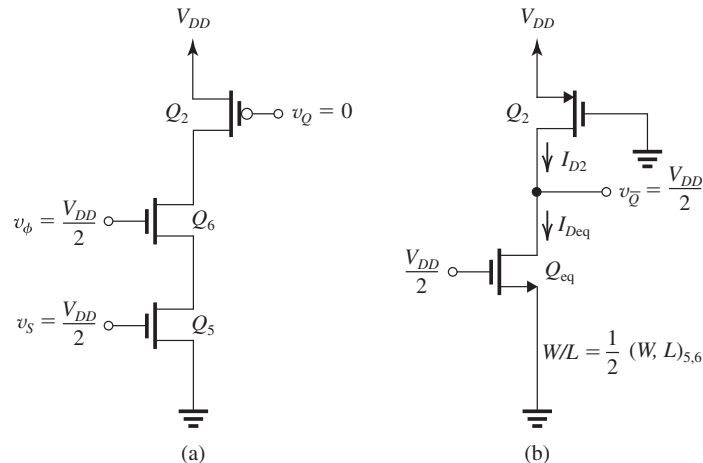 V_DD
Q_2
v_Q = 0
v_ϕ = V_DD/2
Q_6
v_S = V_DD/2
Q_5
(a)
V_DD
Q_2
I_D2
v_Q̅ = V_DD/2
I_Deq
V_DD/2
Q_eq
W/L = 1/2 (W, L)_5,6
(b)